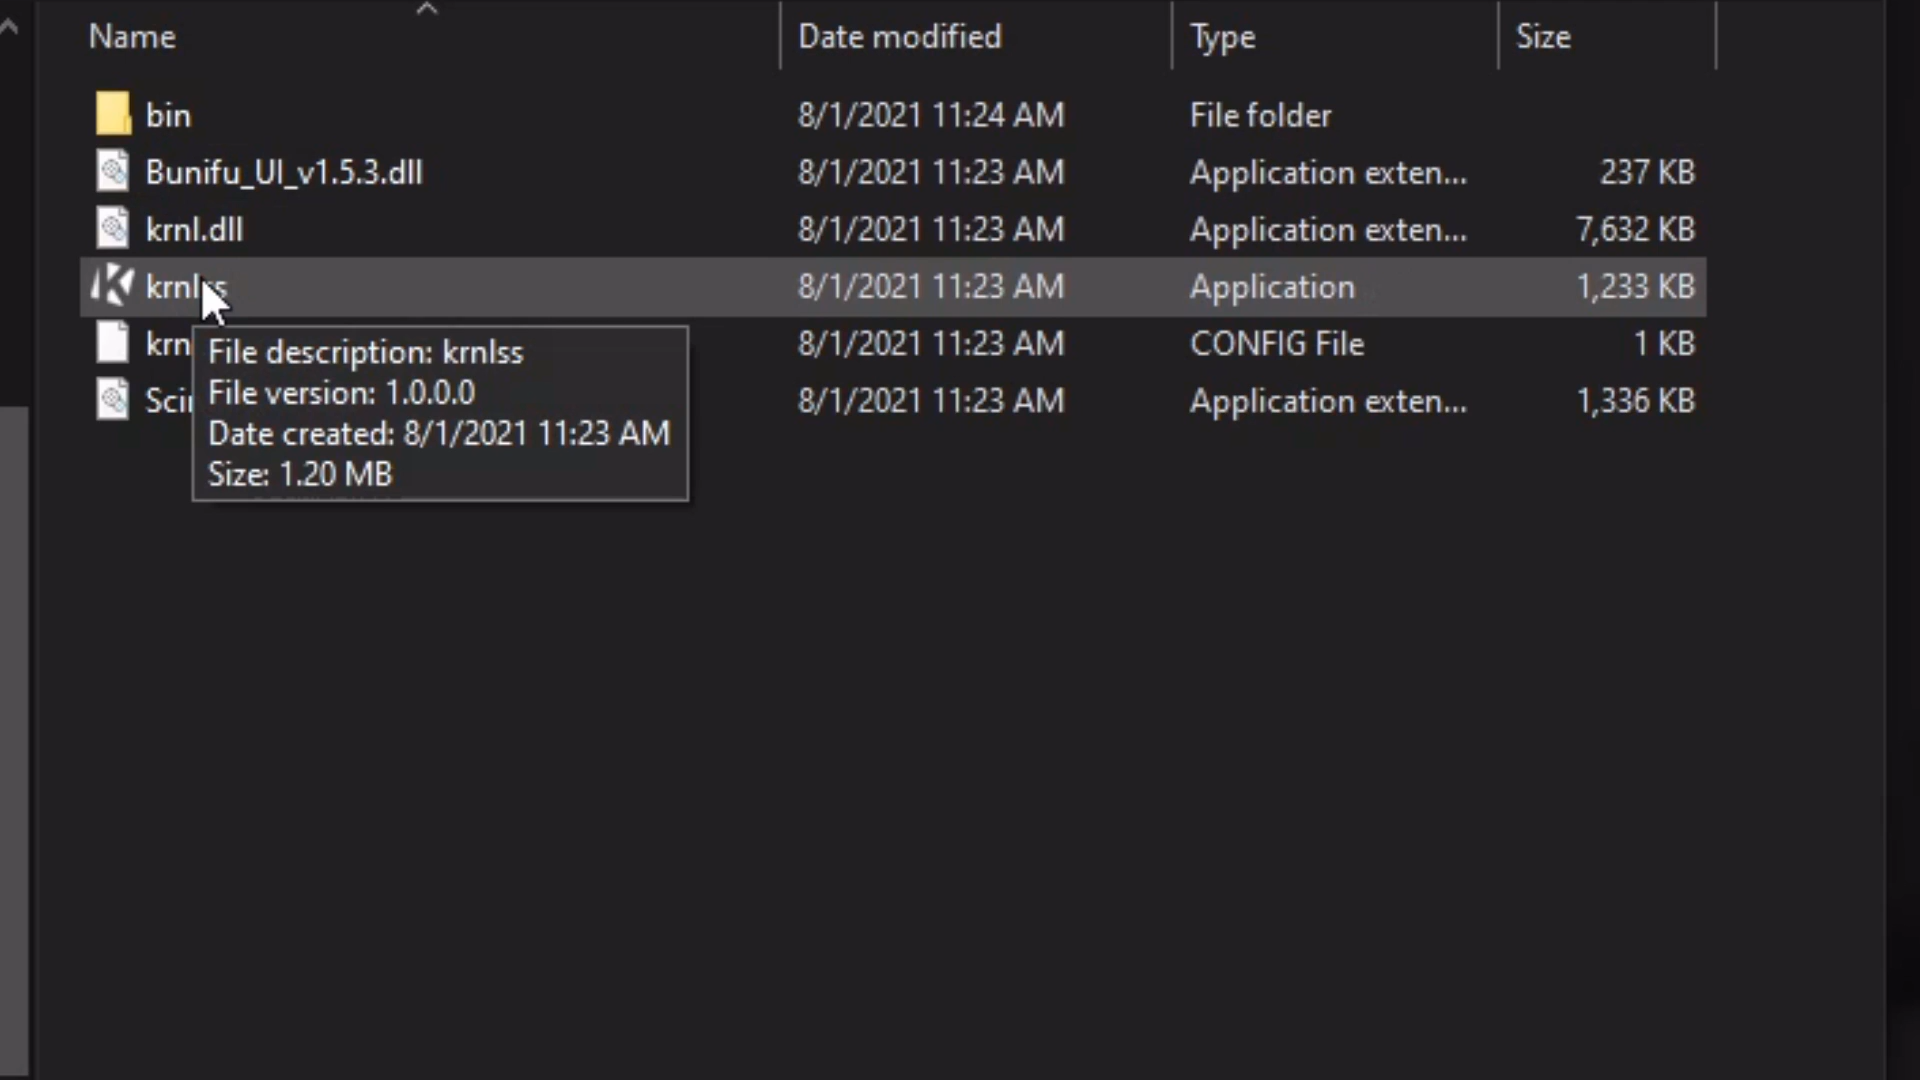 Name Date modified Type Size
bin 8/1/2021 11:24 AM File folder
Bunifu_UI_v1.5.3.dll 8/1/2021 11:23 AM Application exten... 237 KB
krnl.dll 8/1/2021 11:23 AM Application exten... 7,632 KB
krnlss 8/1/2021 11:23 AM Application 1,233 KB
krn 8/1/2021 11:23 AM CONFIG File 1 KB
Scin 8/1/2021 11:23 AM Application exten... 1,336 KB
File description: krnlss
File version: 1.0.0.0
Date created: 8/1/2021 11:23 AM
Size: 1.20 MB